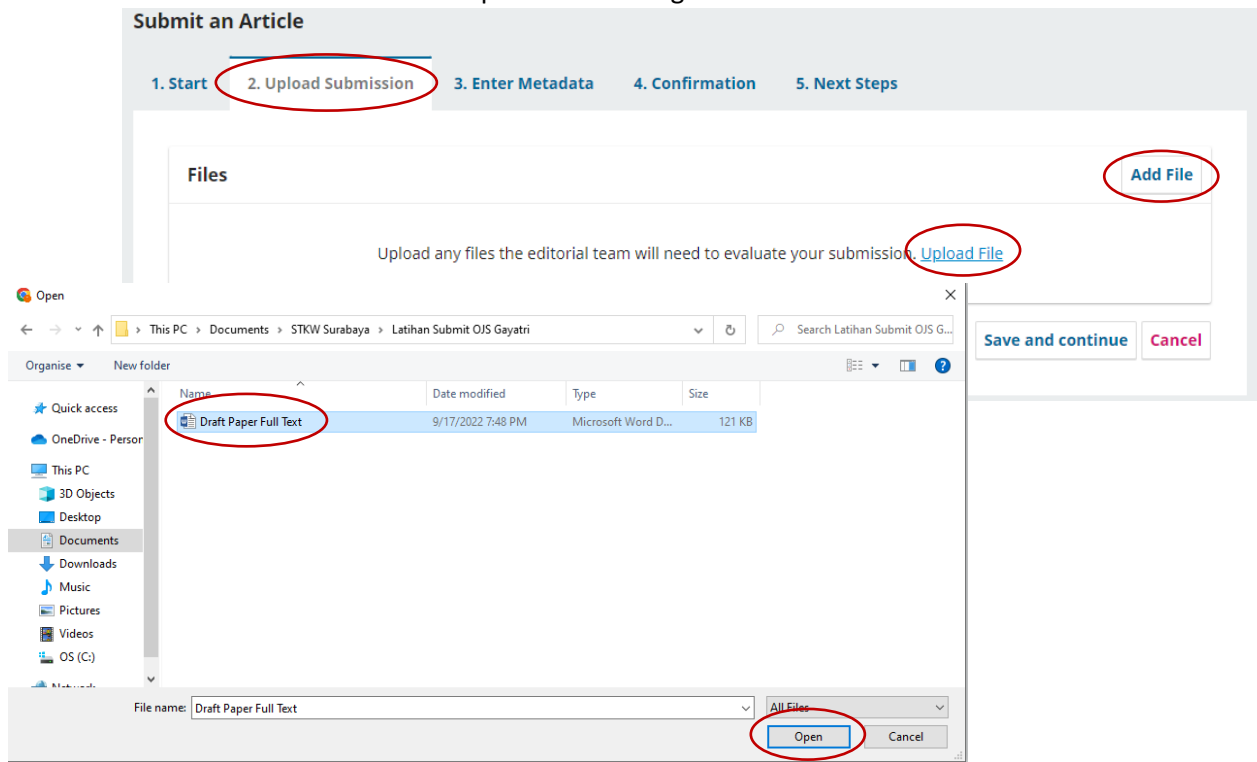 Submit an Article
1. Start 2. Upload Submission 3. Enter Metadata 4. Confirmation 5. Next Steps
Files Add File
Upload any files the editorial team will need to evaluate your submission. Upload File
Save and continue Cancel
Open
This PC > Documents > STKW Surabaya > Latihan Submit OJS Gayatri
Search Latihan Submit OJS G...
Organise New folder
Name Date modified Type Size
Draft Paper Full Text 9/17/2022 7:48 PM Microsoft Word D... 121 KB
Quick access
OneDrive - Person
This PC
3D Objects
Desktop
Documents
Downloads
Music
Pictures
Videos
OS (C:)
File name: Draft Paper Full Text All Files
Open Cancel